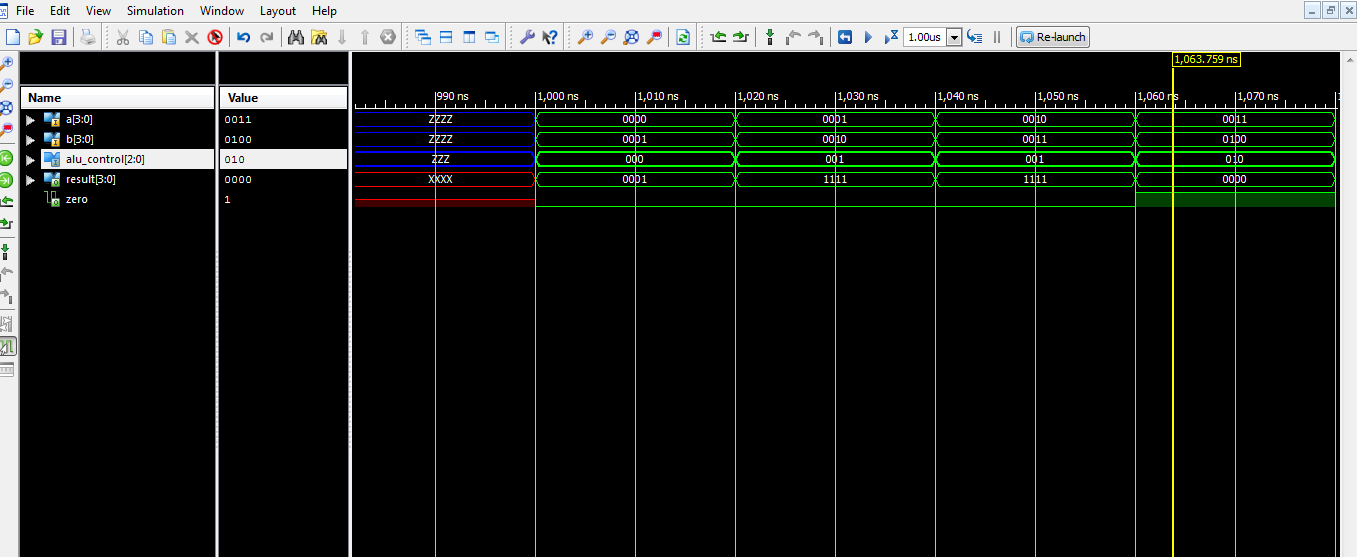 File Edit View Simulation Window Layout Help
1.00us Re-launch
1,063.759 ns
Name Value
990 ns 1,000 ns 1,010 ns 1,020 ns 1,030 ns 1,040 ns 1,050 ns 1,060 ns 1,070 ns
a[3:0] 0011 ZZZZ 0000 0001 0010 0011
b[3:0] 0100 ZZZZ 0001 0010 0011 0100
alu_control[2:0] 010 ZZZ 000 001 001 010
result[3:0] 0000 XXXX 0001 1111 1111 0000
zero 1